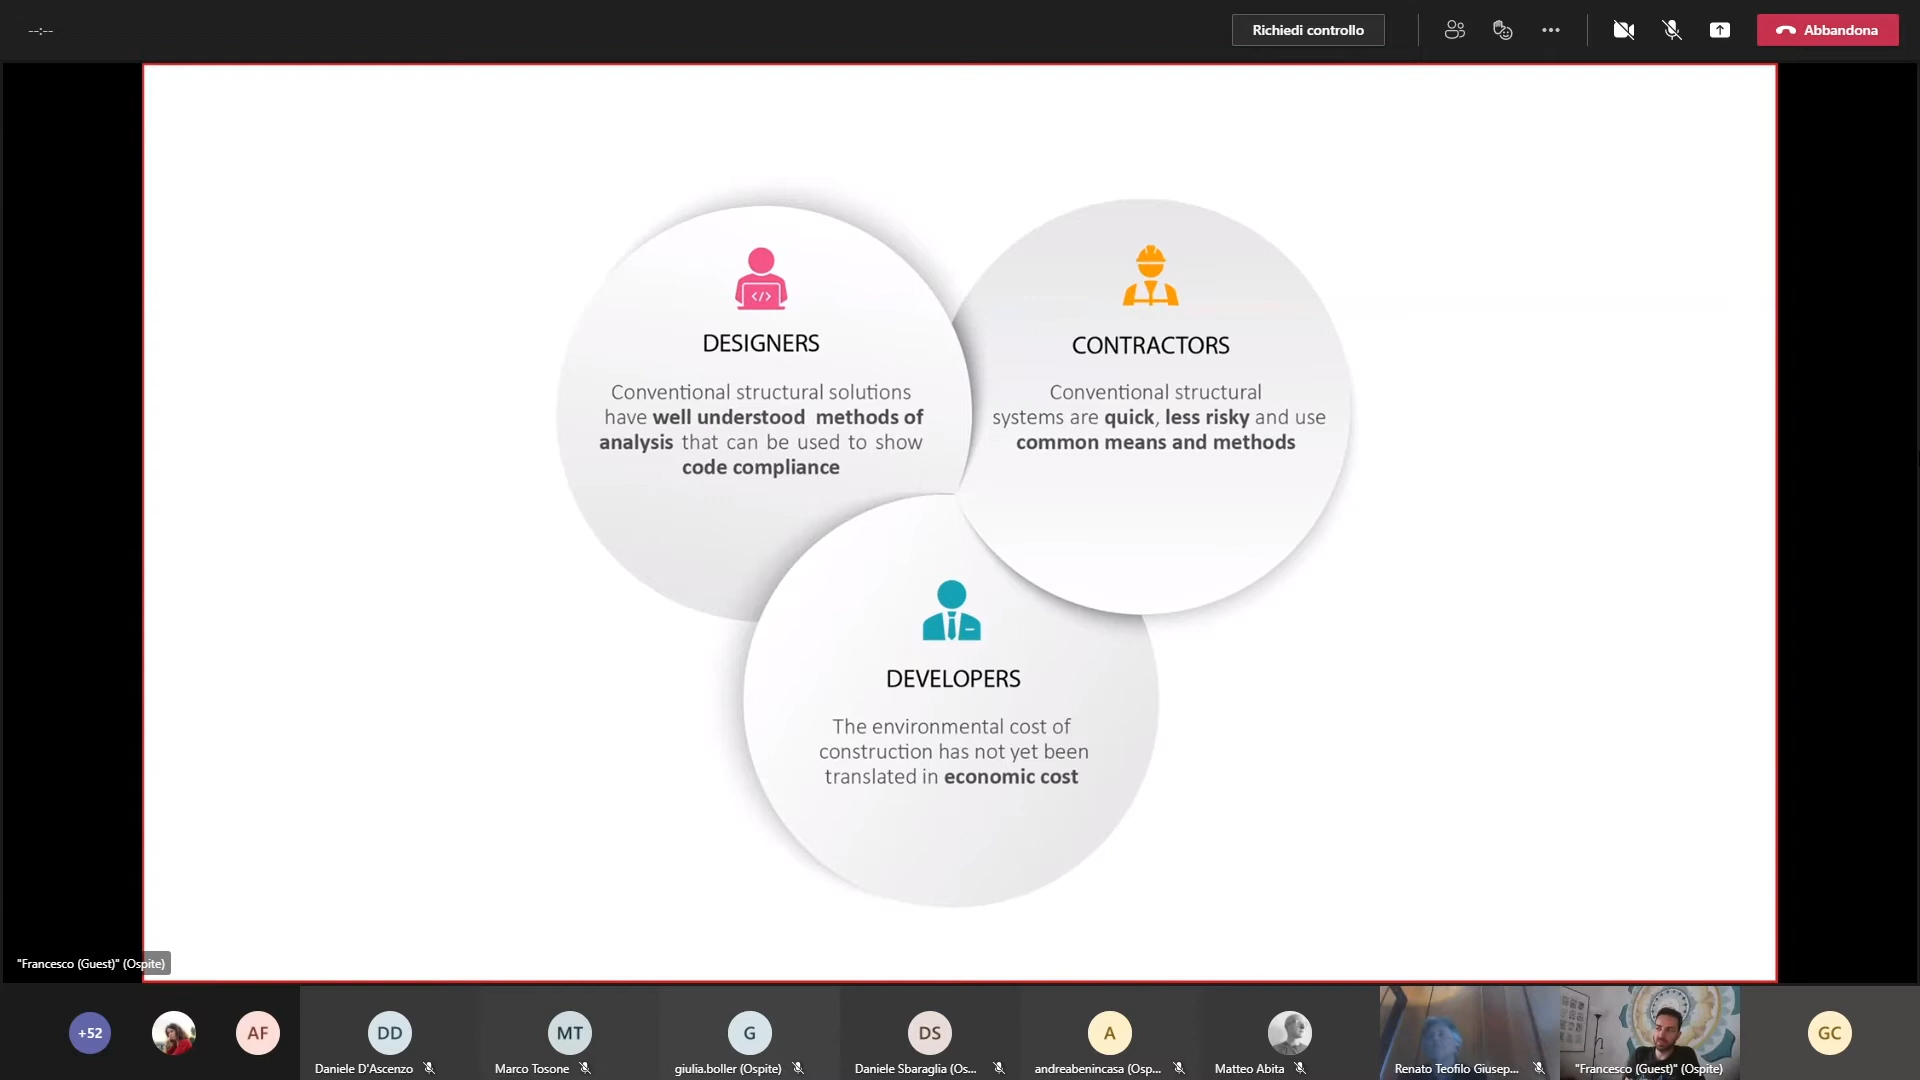 --:--
Richiedi controllo
Abbandona
DESIGNERS
Conventional structural solutions
have well understood methods of
analysis that can be used to show
code compliance
CONTRACTORS
Conventional structural
systems are quick, less risky and use
common means and methods
DEVELOPERS
The environmental cost of
construction has not yet been
translated in economic cost
"Francesco (Guest)" (Ospite)
+52
AF
DD
Daniele D'Ascenzo
MT
Marco Tosone
G
giulia.boller (Ospite)
DS
Daniele Sbaraglia (Os...
A
andreabenincasa (Osp...
Matteo Abita
Renato Teofilo Giusep...
"Francesco (Guest)" (Ospite)
GC